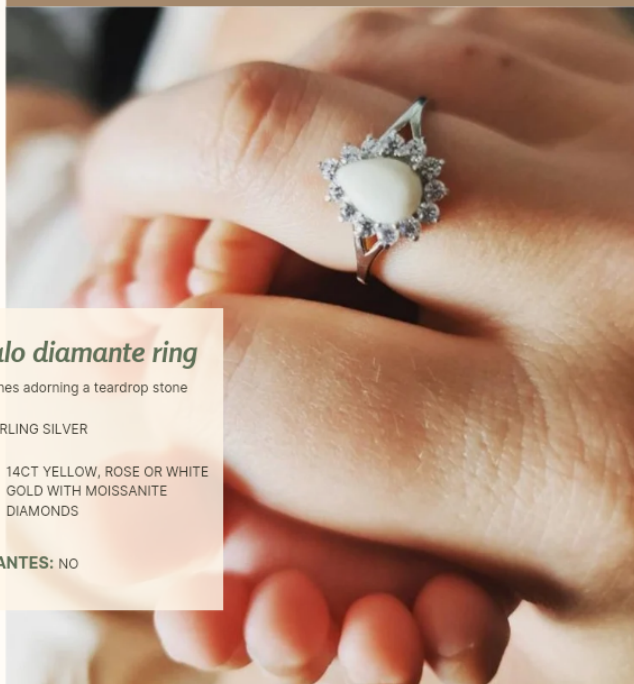 alo diamante ring
nes adorning a teardrop stone
RLING SILVER
14CT YELLOW, ROSE OR WHITE
GOLD WITH MOISSANITE
DIAMONDS
ANTES: NO